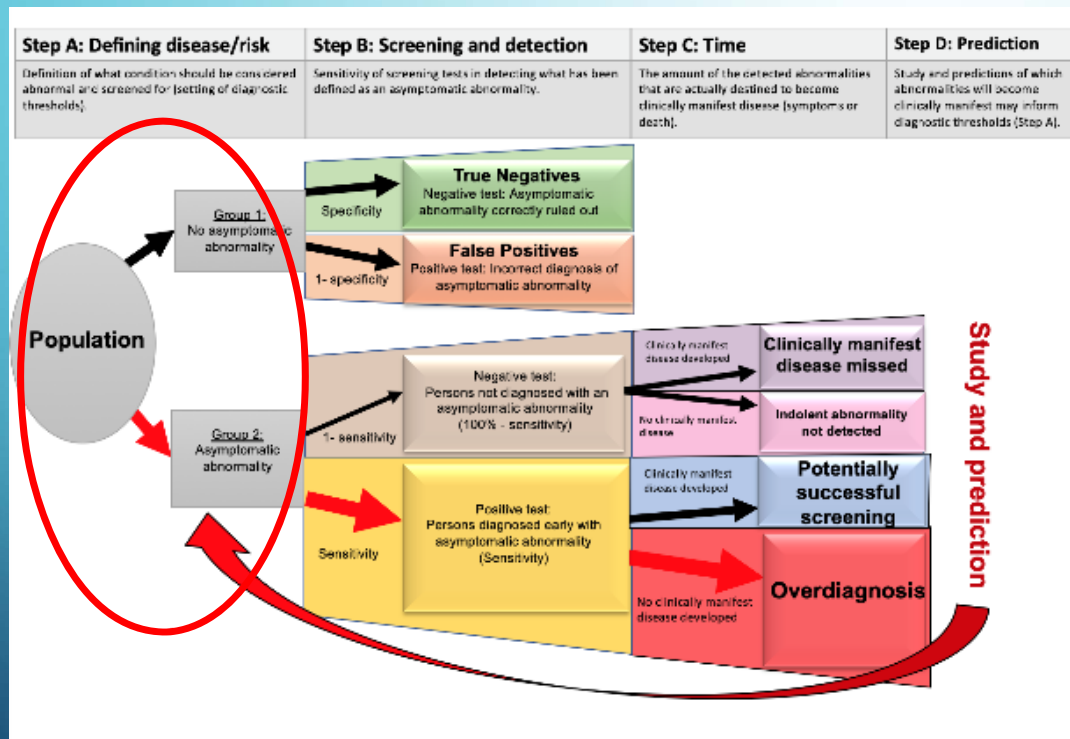 Step A: Defining disease/risk
Definition of what condition should be considered
abnormal and screened for (setting of diagnostic
thresholds).
Step B: Screening and detection
Sensitivity of screening tests in detecting what has been
defined as an asymptomatic abnormality.
Step C: Time
The amount of the detected abnormalities
that are actually destined to become
clinically manifest disease (symptoms or
death).
Step D: Prediction
Study and predictions of which
abnormalities will become
clinically manifest may inform
diagnostic thresholds (Step A).
Population
Group 1:
No asymptomatic
abnormality
Group 2:
Asymptomatic
abnormality
Specificity
True Negatives
Negative test: Asymptomatic
abnormality correctly ruled out
1- specificity
False Positives
Positive test: Incorrect diagnosis of
asymptomatic abnormality
1- sensitivity
Negative test:
Persons not diagnosed with an
asymptomatic abnormality
(100% - sensitivity)
Sensitivity
Positive test:
Persons diagnosed early with
asymptomatic abnormality
(Sensitivity)
Clinically manifest
disease developed
Clinically manifest
disease missed
No clinically manifest
disease
Indolent abnormality
not detected
Clinically manifest
disease developed
Potentially
successful
screening
No clinically manifest
disease developed
Overdiagnosis
Study and prediction